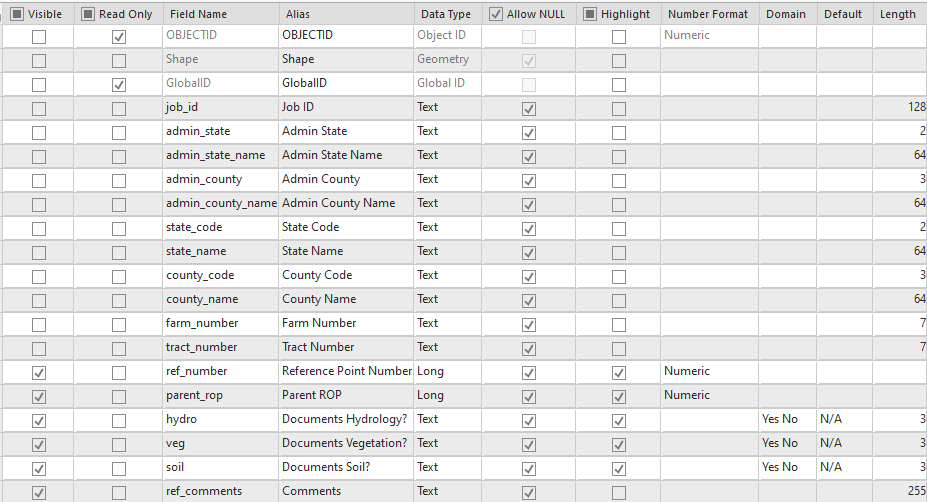 Visible Read Only Field Name Alias Data Type Allow NULL Highlight Number Format Domain Default Length
OBJECTID OBJECTID Object ID Numeric
Shape Shape Geometry
GlobalID GlobalID Global ID
job_id Job ID Text 128
admin_state Admin State Text 2
admin_state_name Admin State Name Text 64
admin_county Admin County Text 3
admin_county_name Admin County Name Text 64
state_code State Code Text 2
state_name State Name Text 64
county_code County Code Text 3
county_name County Name Text 64
farm_number Farm Number Text 7
tract_number Tract Number Text 7
ref_number Reference Point Number Long Numeric
parent_rop Parent ROP Long Numeric
hydro Documents Hydrology? Text Yes No N/A 3
veg Documents Vegetation? Text Yes No N/A 3
soil Documents Soil? Text Yes No N/A 3
ref_comments Comments Text 255